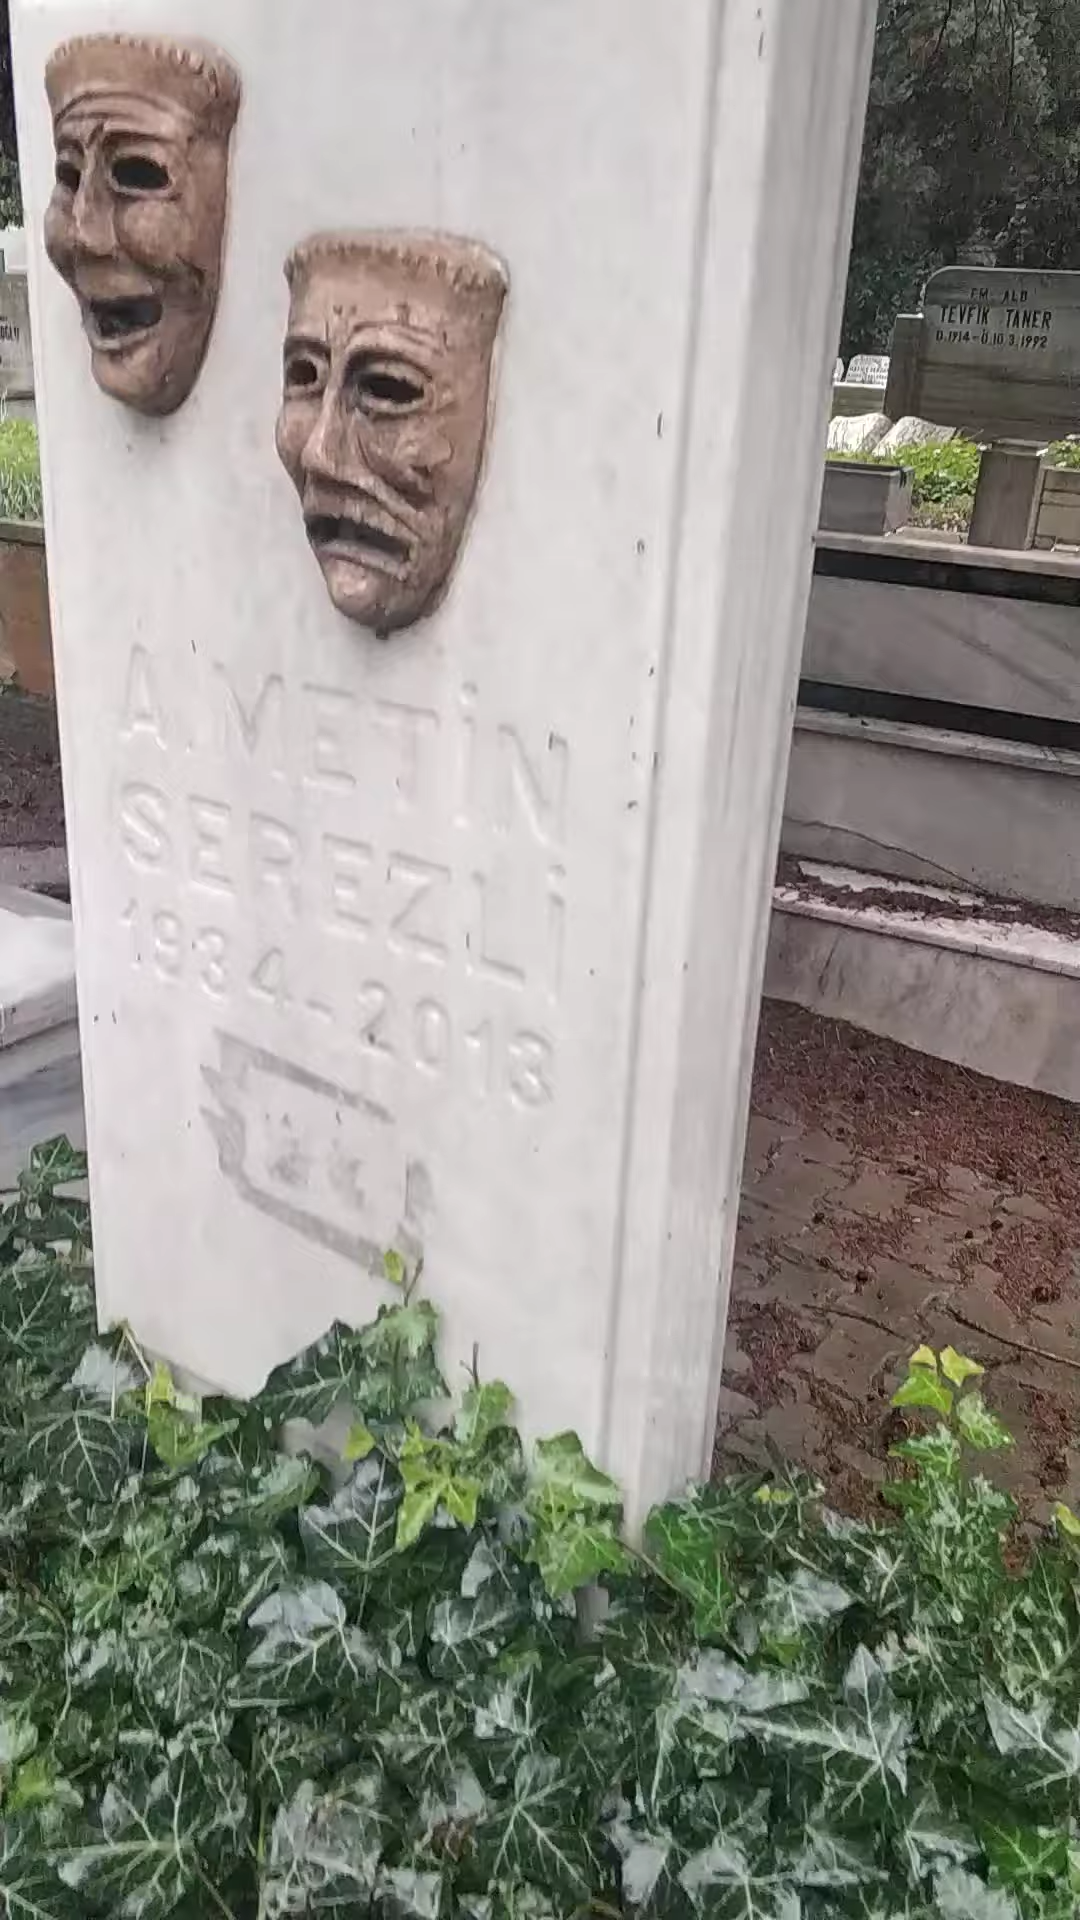 A.METİN
SEREZLİ
1934-2013
EM. ALB
TEVFİK TANER
D.1914-Ö.10.3.1992